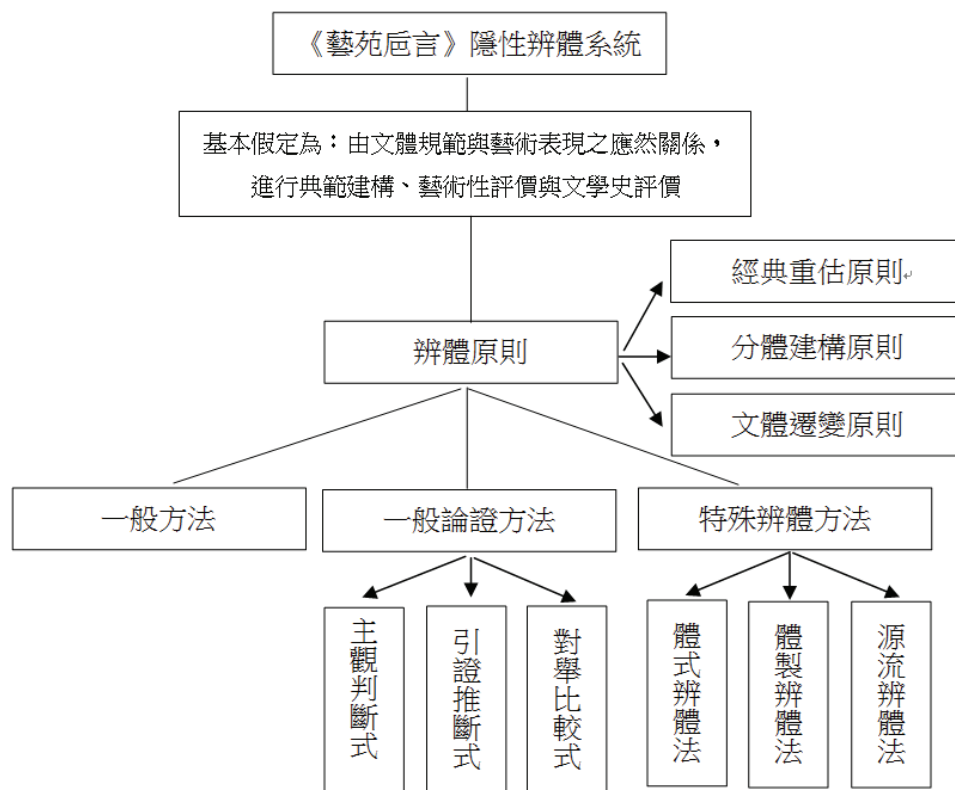 《藝苑卮言》隱性辨體系統
基本假定為：由文體規範與藝術表現之應然關係，
進行典範建構、藝術性評價與文學史評價
經典重估原則
辨體原則
分體建構原則
文體遷變原則
一般方法
一般論證方法
特殊辨體方法
主觀判斷式
引證推斷式
對舉比較式
體式辨體法
體製辨體法
源流辨體法